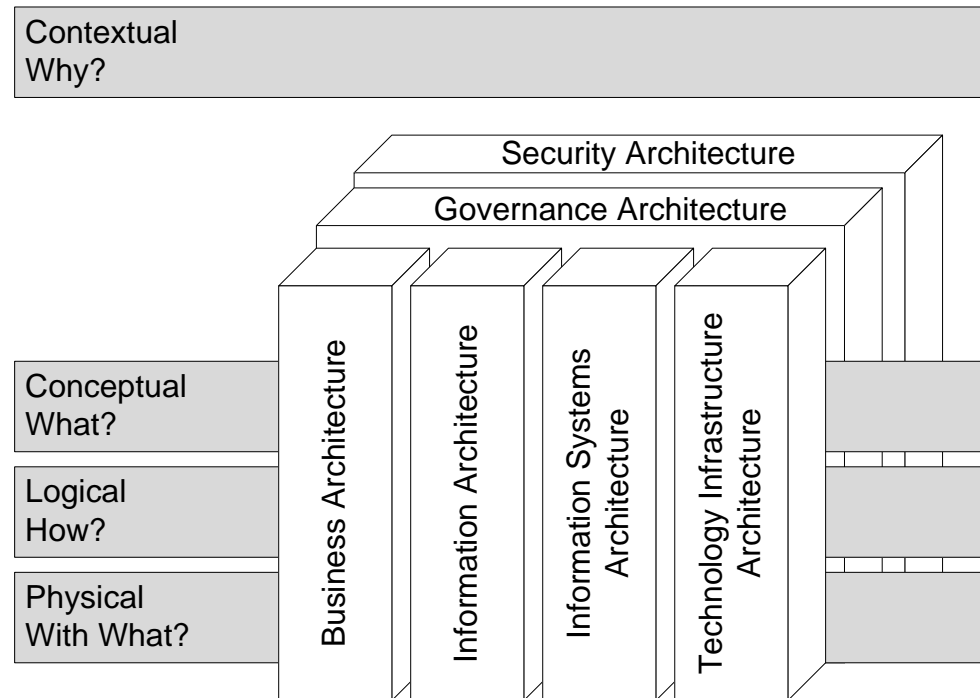 Contextual
Why?
Security Architecture
Governance Architecture
Business Architecture
Information Architecture
Information Systems
Architecture
Technology Infrastructure
Architecture
Conceptual
What?
Logical
How?
Physical
With What?